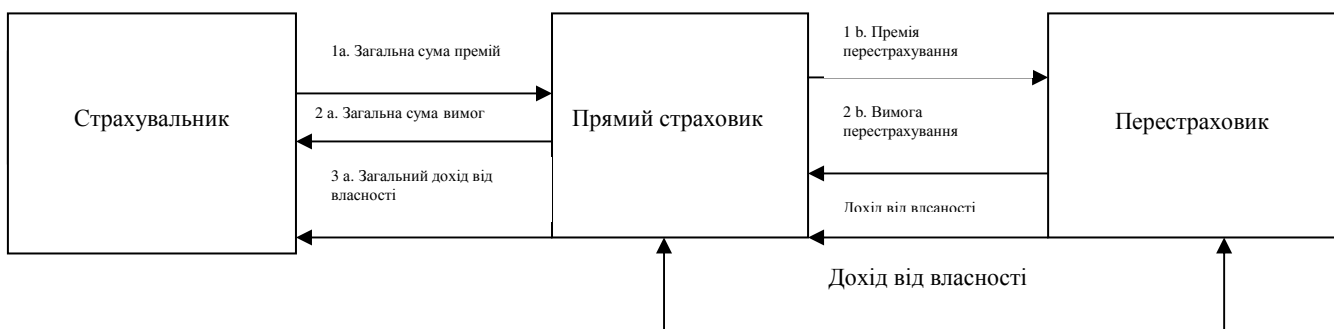 Страхувальник
1а. Загальна сума премій
2 а. Загальна сума вимог
3 а. Загальний дохід від
власності
Прямий страховик
1 b. Премія
перестрахування
2 b. Вимога
перестрахування
Дохід від влсаності
Перестраховик
Дохід від власності